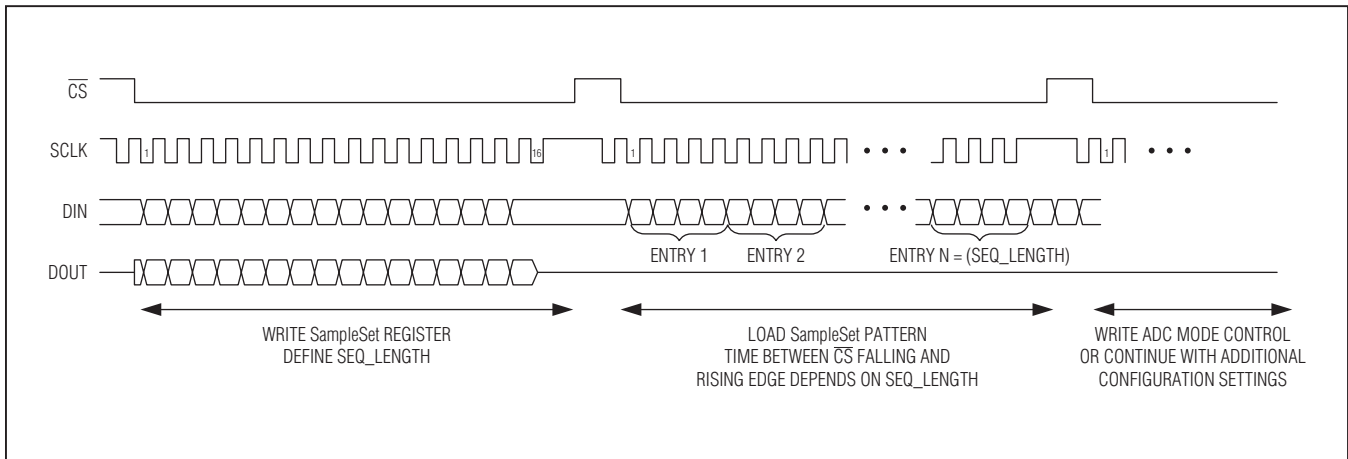 CS
SCLK
1
16
1
1
DIN
ENTRY 1
ENTRY 2
ENTRY N = (SEQ_LENGTH)
DOUT
WRITE SampleSet REGISTER
DEFINE SEQ_LENGTH
LOAD SampleSet PATTERN
TIME BETWEEN CS FALLING AND
RISING EDGE DEPENDS ON SEQ_LENGTH
WRITE ADC MODE CONTROL
OR CONTINUE WITH ADDITIONAL
CONFIGURATION SETTINGS